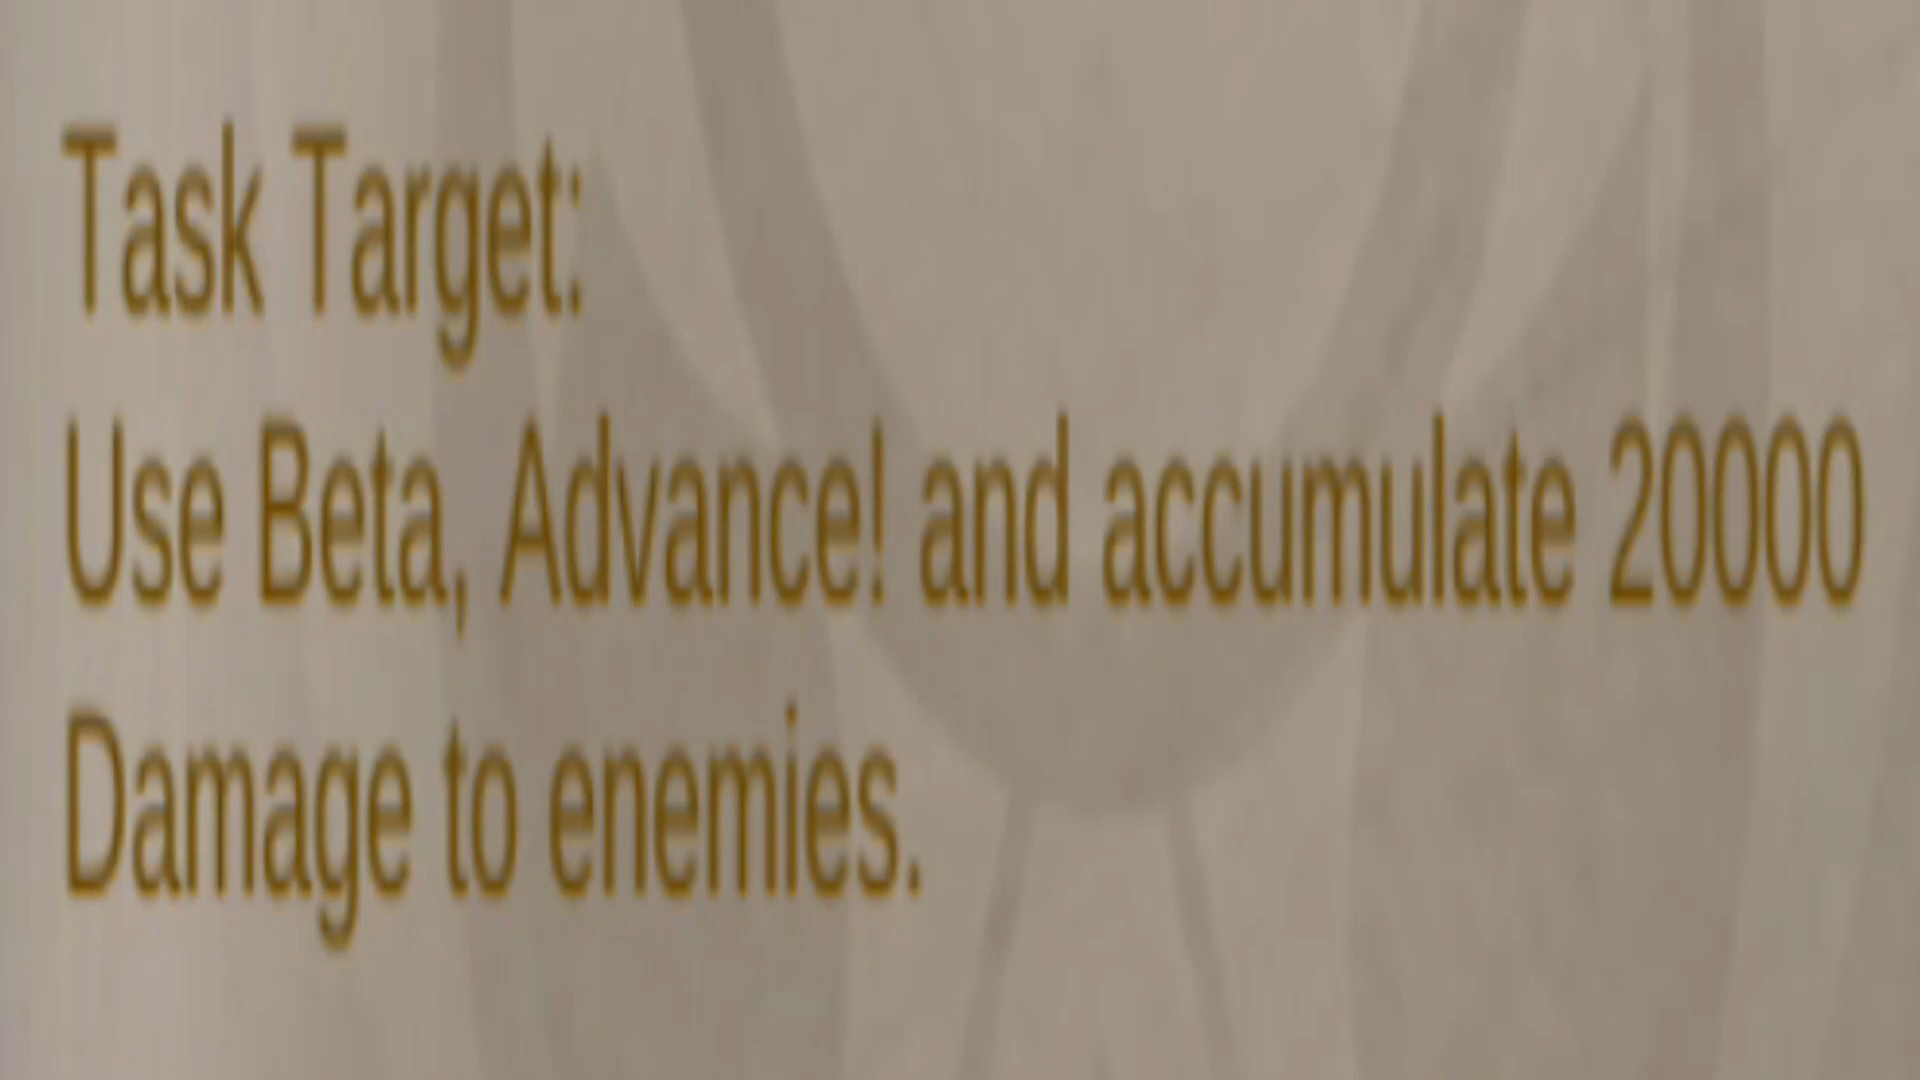 Task Target:
Use Beta, Advance! and accumulate 20000
Damage to enemies.